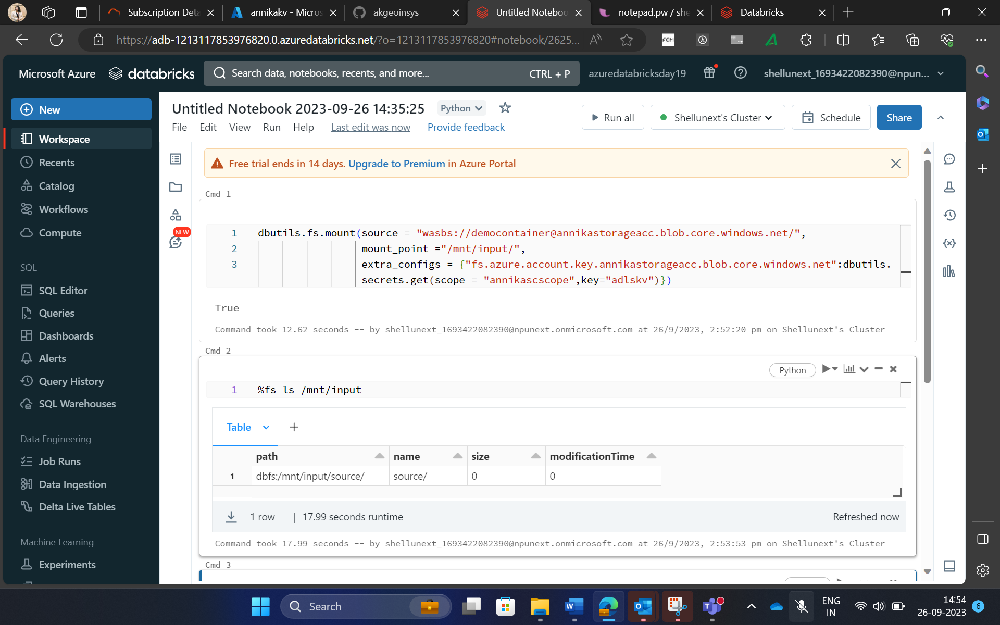 Subscription Deta
annikakv - Micros
akgeoinsys
Untitled Noteboo
notepad.pw / she
Databricks
https://adb-1213117853976820.0.azuredatabricks.net/?o=1213117853976820#notebook/2625...
Microsoft Azure
databricks
Search data, notebooks, recents, and more...
CTRL + P
azuredatabricksday19
shellunext_1693422082390@npun...
New
Workspace
Recents
Catalog
Workflows
Compute
SQL
SQL Editor
Queries
Dashboards
Alerts
Query History
SQL Warehouses
Data Engineering
Job Runs
Data Ingestion
Delta Live Tables
Machine Learning
Experiments
Untitled Notebook 2023-09-26 14:35:25
Python
File Edit View Run Help Last edit was now Provide feedback
Run all
Shellunext's Cluster
Schedule
Share
NEW
Free trial ends in 14 days. Upgrade to Premium in Azure Portal
Cmd 1
1 dbutils.fs.mount(source = "wasbs://democontainer@annikastorageacc.blob.core.windows.net/",
2 mount_point ="/mnt/input/",
3 extra_configs = {"fs.azure.account.key.annikastorageacc.blob.core.windows.net":dbutils.
secrets.get(scope = "annikascscope",key="adlskv")})
True
Command took 12.62 seconds -- by shellunext_1693422082390@npunext.onmicrosoft.com at 26/9/2023, 2:52:20 pm on Shellunext's Cluster
Cmd 2
Python
1 %fs ls /mnt/input
Table
path name size modificationTime
1 dbfs:/mnt/input/source/ source/ 0 0
1 row | 17.99 seconds runtime
Refreshed now
Command took 17.99 seconds -- by shellunext_1693422082390@npunext.onmicrosoft.com at 26/9/2023, 2:53:53 pm on Shellunext's Cluster
Cmd 3
Search
ENG
IN
14:54
26-09-2023
6